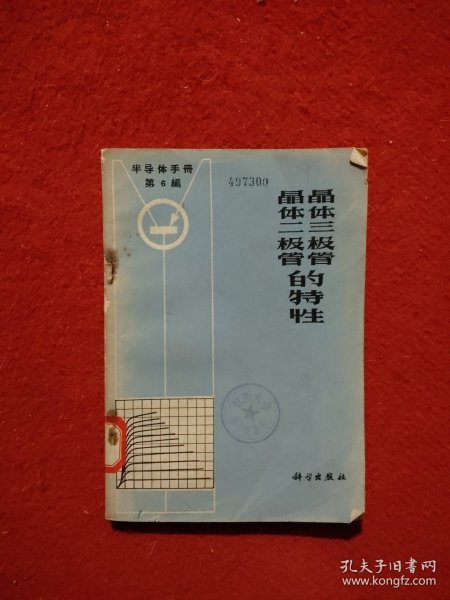 半导体手冊
第6編
497300
晶体三极管
晶体二极管
的特性
科学出版社
孔夫子旧书网
www.kongfz.com